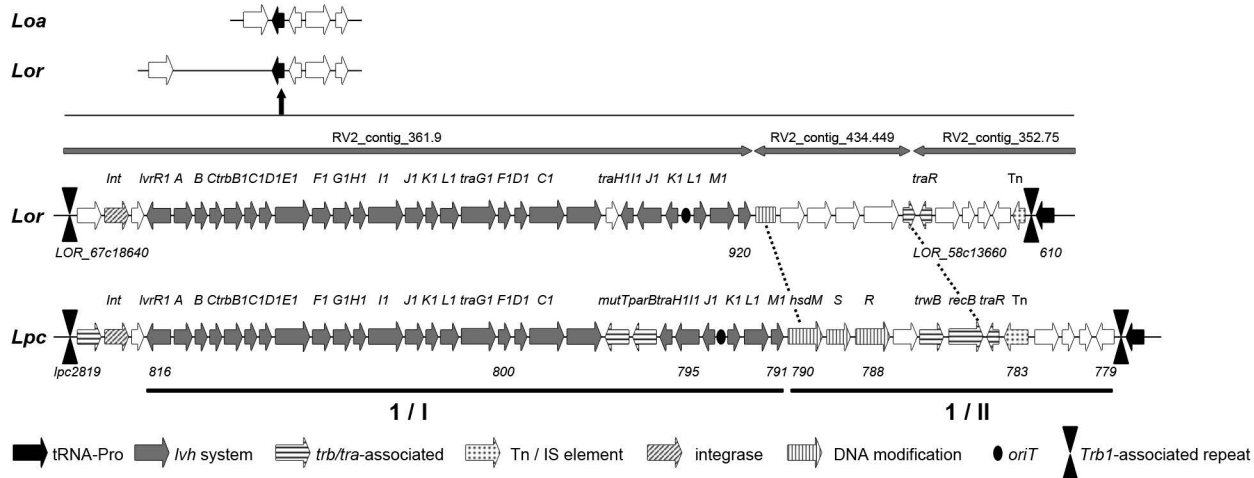 Loa
Lor
RV2_contig_361.9 RV2_contig_434.449 RV2_contig_352.75
Int lvrR1 A B CtrbB1C1D1E1 F1 G1H1 I1 J1 K1 L1 traG1 F1D1 C1 traH1I1 J1 K1 L1 M1 traR Tn
Lor
LOR_67c18640 920 LOR_58c13660 610
Int lvrR1 A B CtrbB1C1D1E1 F1 G1H1 I1 J1 K1 L1 traG1 F1 D1 C1 mutTparBtraH1I1 J1 K1 L1 M1 hsdM S R trwB recB traR Tn
Lpc
lpc2819 816 800 795 791 790 788 783 779
1 / I 1 / II
tRNA-Pro lvh system trb/tra-associated Tn / IS element integrase DNA modification oriT Trb1-associated repeat